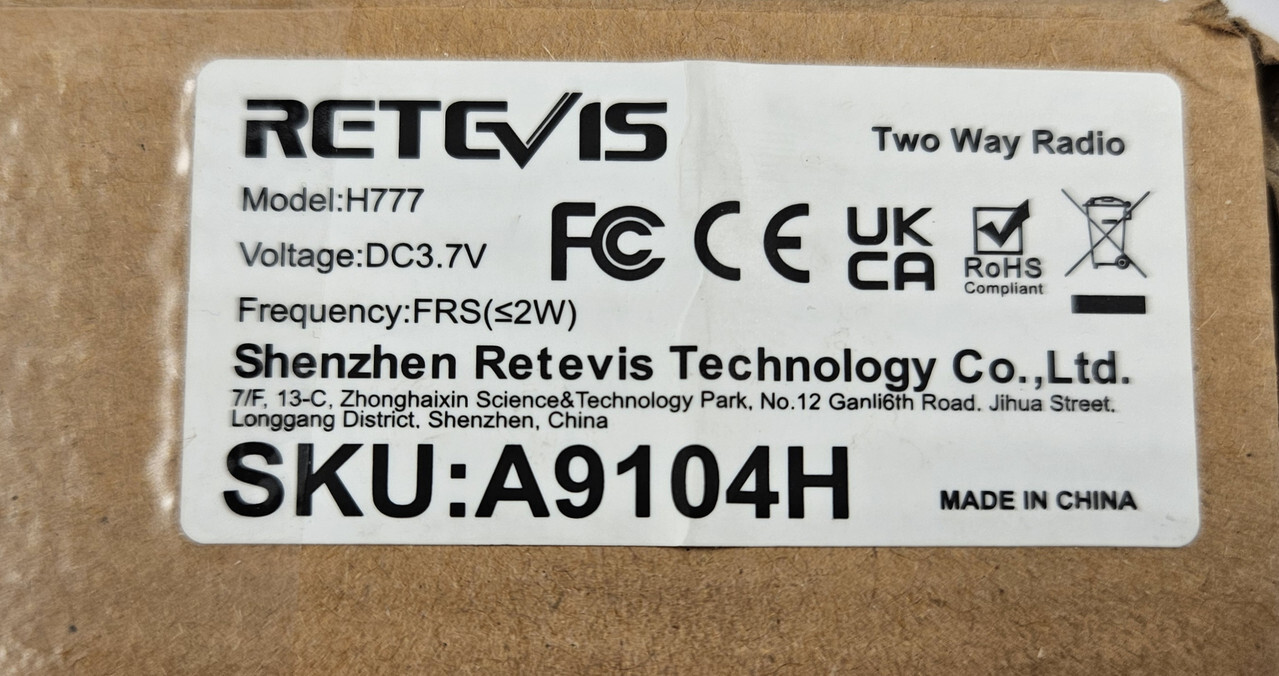 RETEVIS
Two Way Radio
Model:H777
Voltage:DC3.7V
FC CE UK CA RoHS Compliant
Frequency:FRS(≤2W)
Shenzhen Retevis Technology Co.,Ltd.
7/F, 13-C, Zhonghaixin Science&Technology Park, No.12 Ganli6th Road, Jihua Street,
Longgang District, Shenzhen, China
SKU:A9104H
MADE IN CHINA